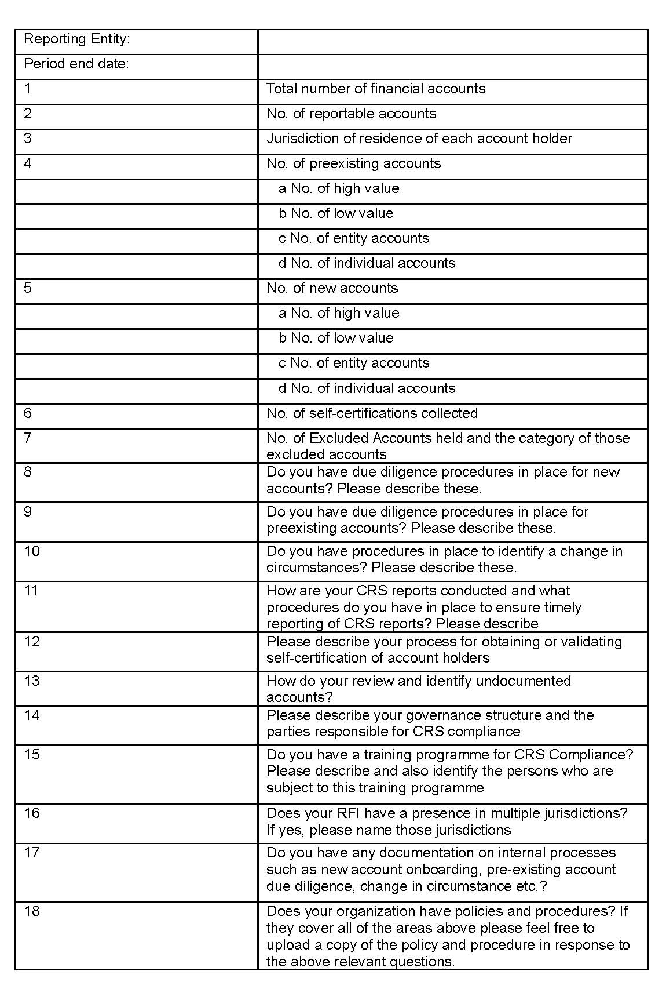 Reporting Entity:
Period end date:
1 Total number of financial accounts
2 No. of reportable accounts
3 Jurisdiction of residence of each account holder
4 No. of preexisting accounts
a No. of high value
b No. of low value
c No. of entity accounts
d No. of individual accounts
5 No. of new accounts
a No. of high value
b No. of low value
c No. of entity accounts
d No. of individual accounts
6 No. of self-certifications collected
7 No. of Excluded Accounts held and the category of those
excluded accounts
8 Do you have due diligence procedures in place for new
accounts? Please describe these.
9 Do you have due diligence procedures in place for
preexisting accounts? Please describe these.
10 Do you have procedures in place to identify a change in
circumstances? Please describe these.
11 How are your CRS reports conducted and what
procedures do you have in place to ensure timely
reporting of CRS reports? Please describe
12 Please describe your process for obtaining or validating
self-certification of account holders
13 How do your review and identify undocumented
accounts?
14 Please describe your governance structure and the
parties responsible for CRS compliance
15 Do you have a training programme for CRS Compliance?
Please describe and also identify the persons who are
subject to this training programme
16 Does your RFI have a presence in multiple jurisdictions?
If yes, please name those jurisdictions
17 Do you have any documentation on internal processes
such as new account onboarding, pre-existing account
due diligence, change in circumstance etc.?
18 Does your organization have policies and procedures? If
they cover all of the areas above please feel free to
upload a copy of the policy and procedure in response to
the above relevant questions.